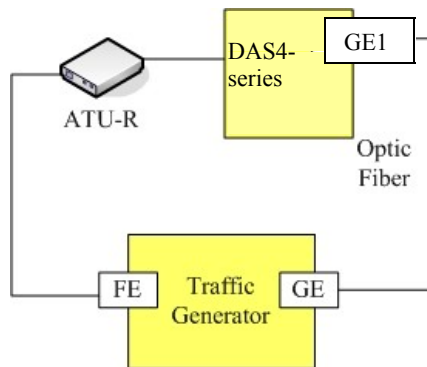 DAS4-
series
GE1
ATU-R
Optic
Fiber
FE
Traffic
Generator
GE